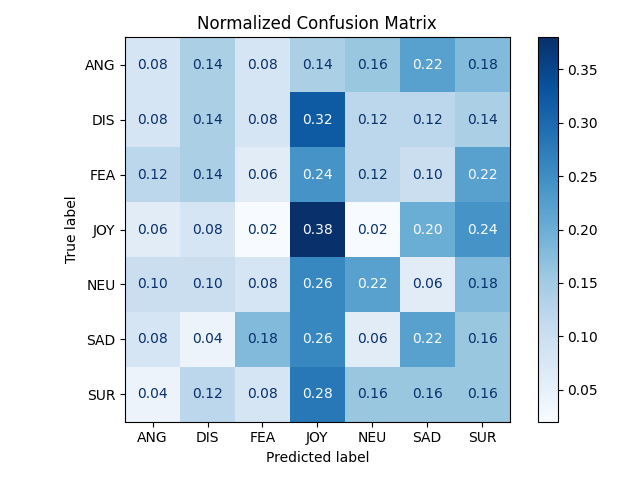 Normalized Confusion Matrix
True label
ANG 0.08 0.14 0.08 0.14 0.16 0.22 0.18
DIS 0.08 0.14 0.08 0.32 0.12 0.12 0.14
FEA 0.12 0.14 0.06 0.24 0.12 0.10 0.22
JOY 0.06 0.08 0.02 0.38 0.02 0.20 0.24
NEU 0.10 0.10 0.08 0.26 0.22 0.06 0.18
SAD 0.08 0.04 0.18 0.26 0.06 0.22 0.16
SUR 0.04 0.12 0.08 0.28 0.16 0.16 0.16
ANG DIS FEA JOY NEU SAD SUR
Predicted label
0.35
0.30
0.25
0.20
0.15
0.10
0.05